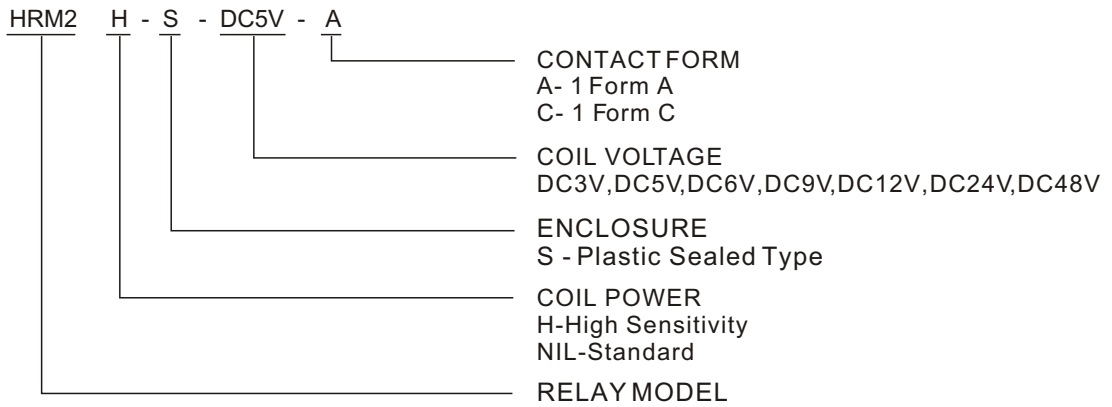 HRM2 H - S - DC5V - A
CONTACT FORM
A- 1 Form A
C- 1 Form C
COIL VOLTAGE
DC3V,DC5V,DC6V,DC9V,DC12V,DC24V,DC48V
ENCLOSURE
S - Plastic Sealed Type
COIL POWER
H-High Sensitivity
NIL-Standard
RELAY MODEL